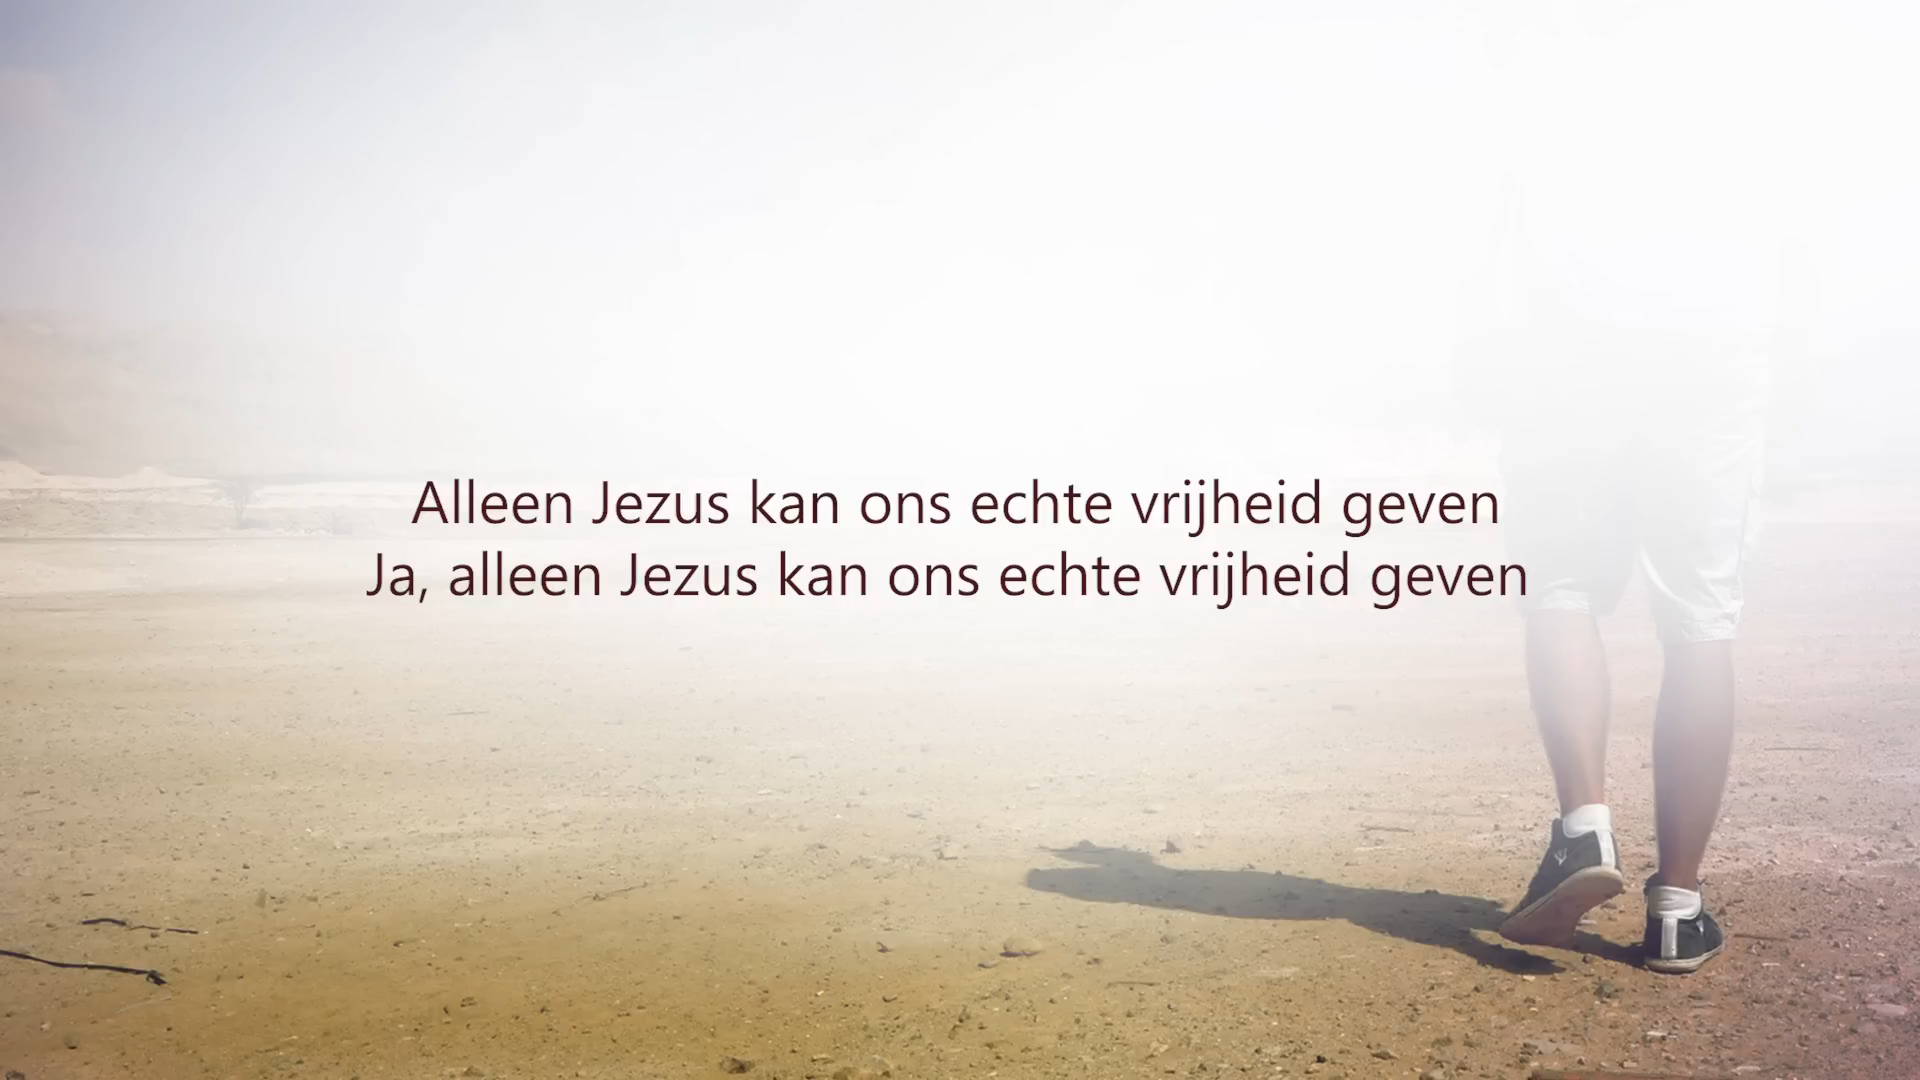 Alleen Jezus kan ons echte vrijheid geven
Ja, alleen Jezus kan ons echte vrijheid geven